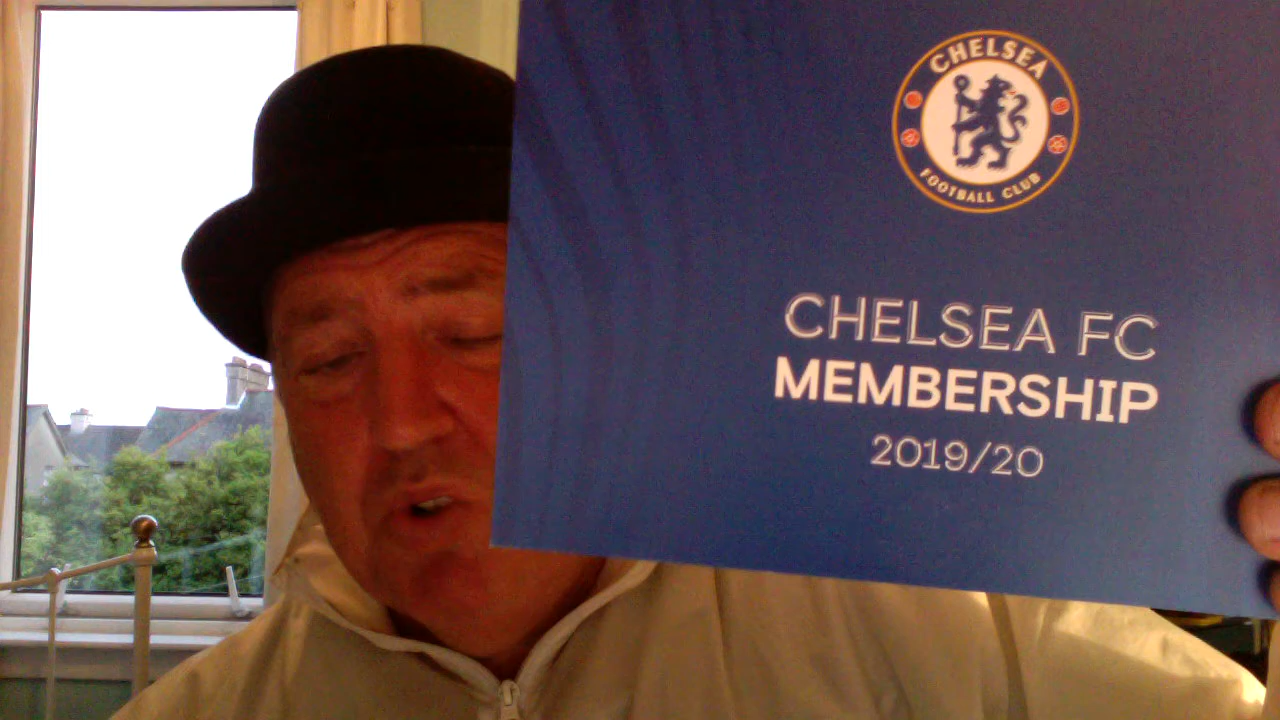 CHELSEA
FOOTBALL CLUB
CHELSEA FC
MEMBERSHIP
2019/20